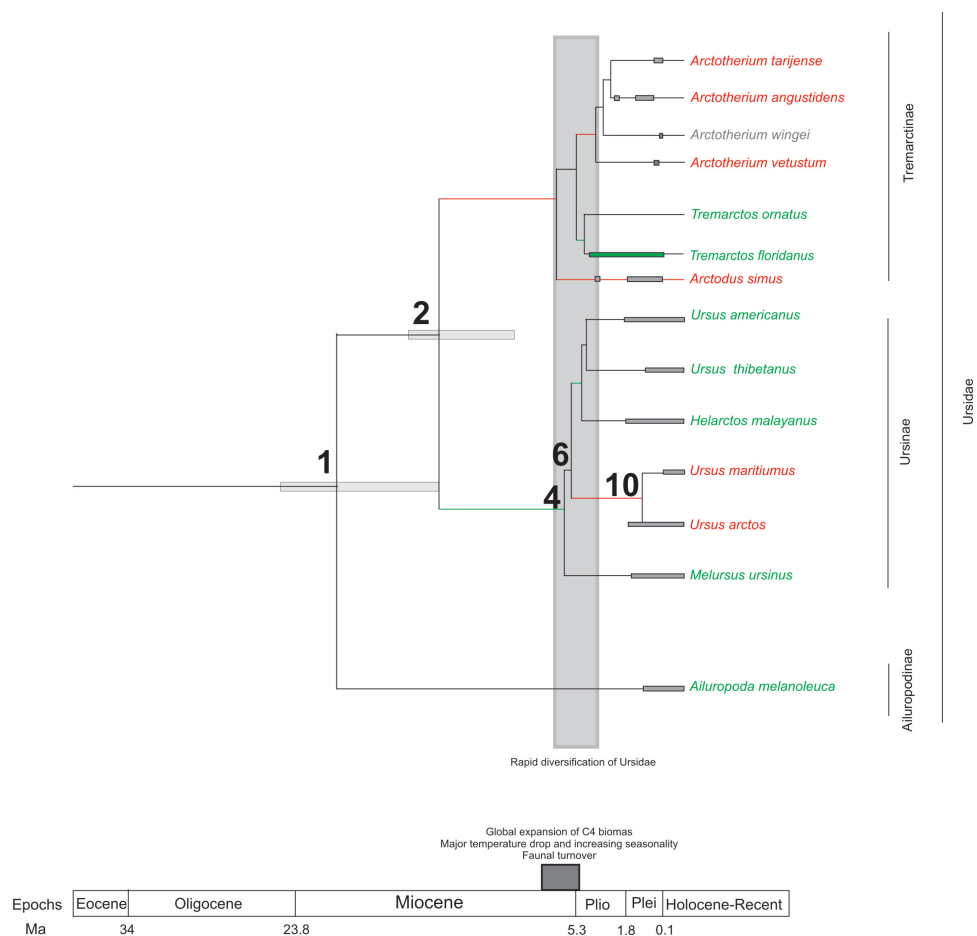 Arctotherium tarijense
Arctotherium angustidens
Arctotherium wingei
Arctotherium vetustum
Tremarctos ornatus
Tremarctos floridanus
Arctodus simus
Tremarctinae
2
Ursus americanus
Ursus thibetanus
Helarctos malayanus
Ursus maritiumus
Ursus arctos
Melursus ursinus
Ursinae
Ursidae
1
6
4
10
Ailuropoda melanoleuca
Ailuropodinae
Rapid diversification of Ursidae
Global expansion of C4 biomas
Major temperature drop and increasing seasonality
Faunal turnover
Epochs Eocene Oligocene Miocene Plio Plei Holocene-Recent
Ma 34 23.8 5.3 1.8 0.1